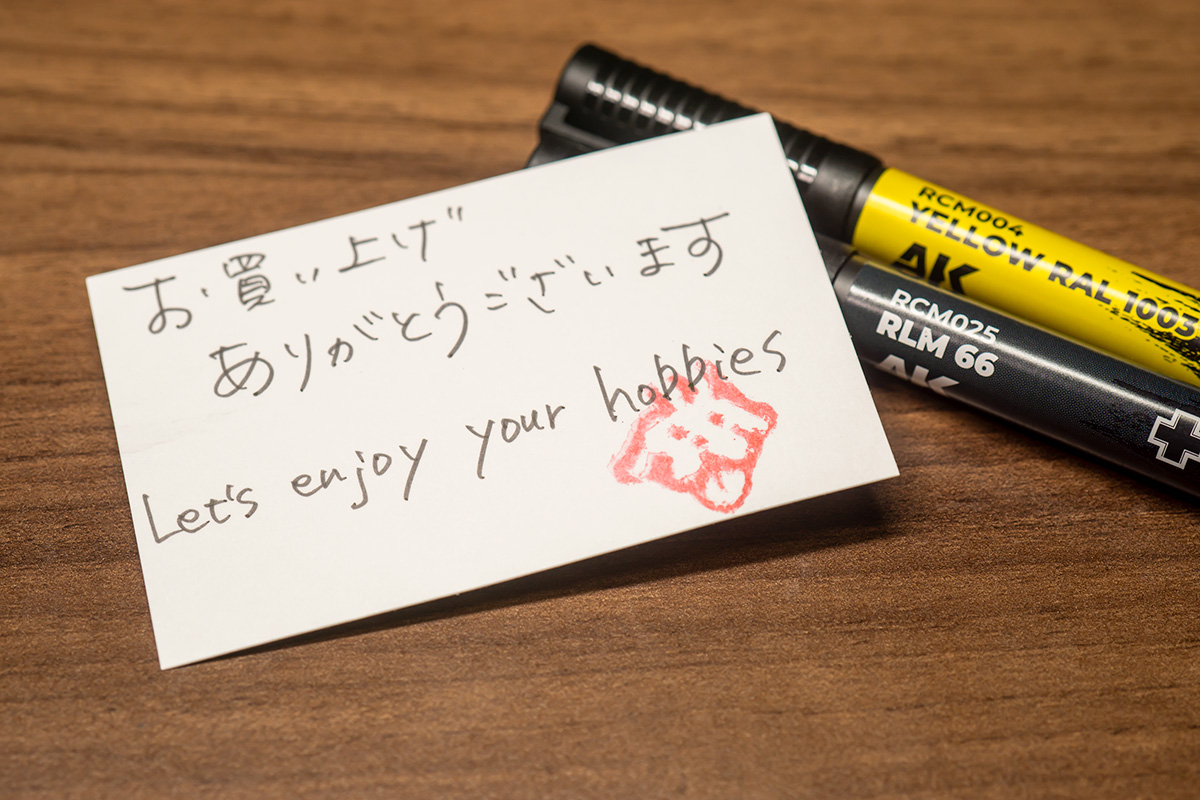 お買い上げ
ありがとうございます
Let's enjoy your hobbies
RCM004
YELLOW RAL 1005
AK
RCM025
RLM 66
AK